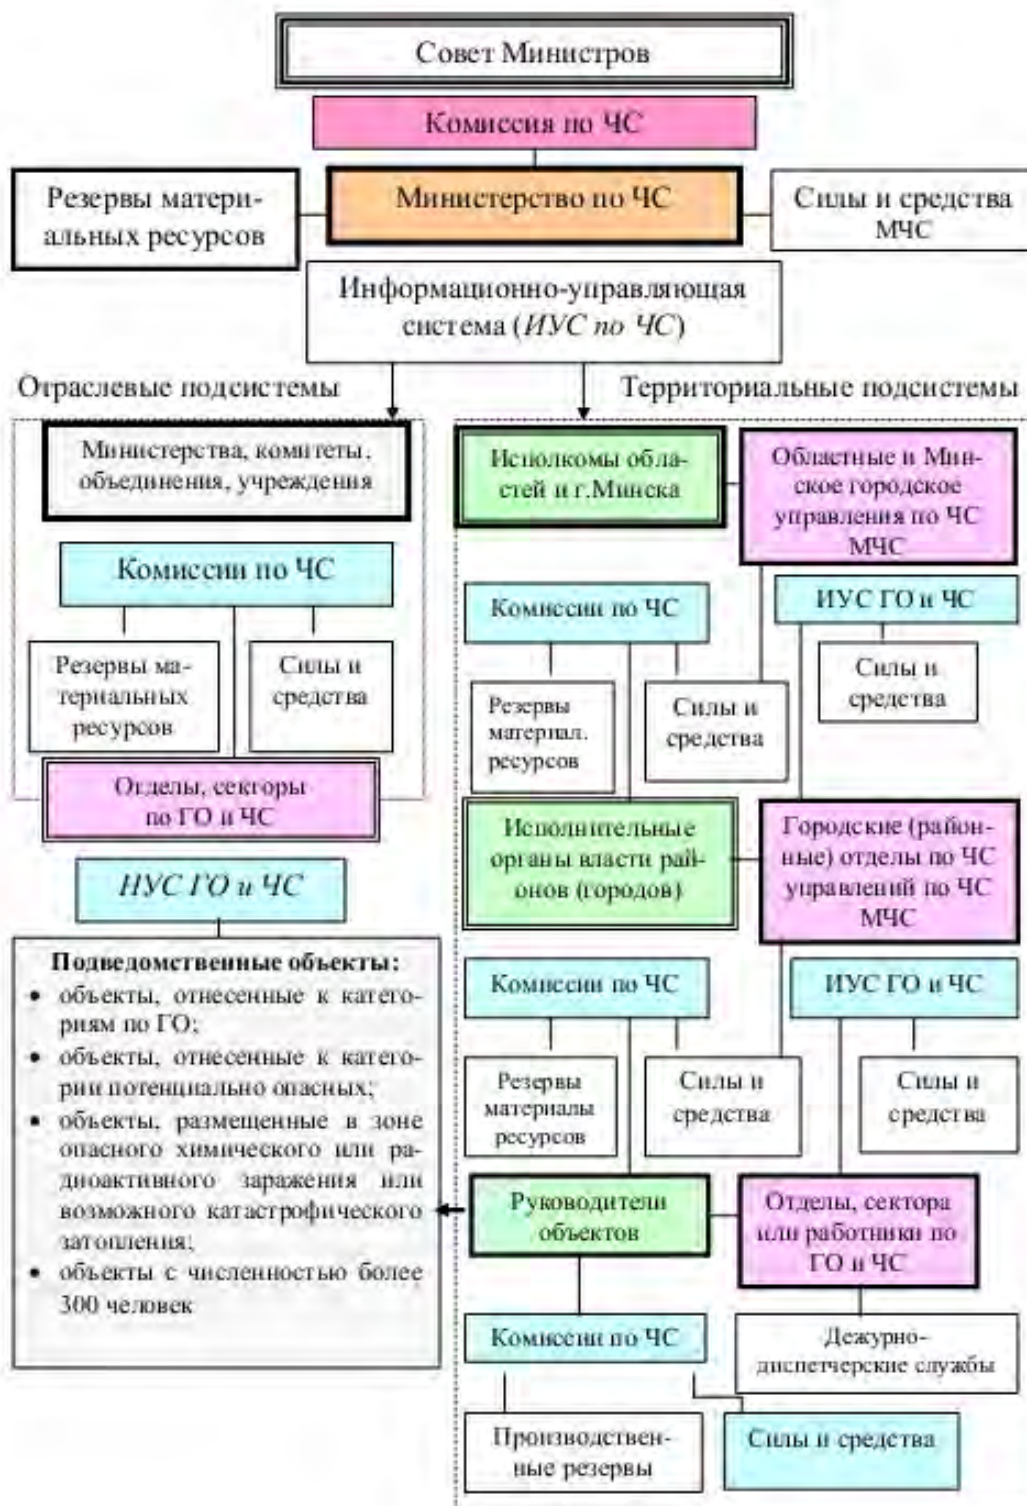 Совет Министров
Комиссия по ЧС
Резервы матери-
альных ресурсов
Министерство по ЧС
Силы и средства
МЧС
Информационно-управляющая
система (ИУС по ЧС)
Отраслевые подсистемы
Территориальные подсистемы
Министерства, комитеты,
объединения, учреждения
Комиссии по ЧС
Резервы ма-
териальных
ресурсов
Силы и
средства
Отделы, секторы
по ГО и ЧС
НУС ГО и ЧС
Подведомственные объекты:
• объекты, отнесенные к катего-
риям по ГО;
• объекты, отнесенные к катего-
рии потенциально опасных;
• объекты, размещенные в зоне
опасного химического или ра-
диоактивного заражения или
возможного катастрофического
затопления;
• объекты с численностью более
300 человек
Исполкомы обла-
стей и г.Минска
Областные и Мин-
ское городское
управления по ЧС
МЧС
Комиссии по ЧС
ИУС ГО и ЧС
Резервы
материал.
ресурсов
Силы и
средства
Силы и
средства
Исполнительные
органы власти рай-
онов (городов)
Городские (район-
ные) отделы по ЧС
управлений по ЧС
МЧС
Комиссии по ЧС
ИУС ГО и ЧС
Резервы
материалы
ресурсов
Силы и
средства
Силы и
средства
Руководители
объектов
Отделы, сектора
или работники по
ГО и ЧС
Комиссии по ЧС
Дежурно-
диспетчерские службы
Производствен-
ные резервы
Силы и средства